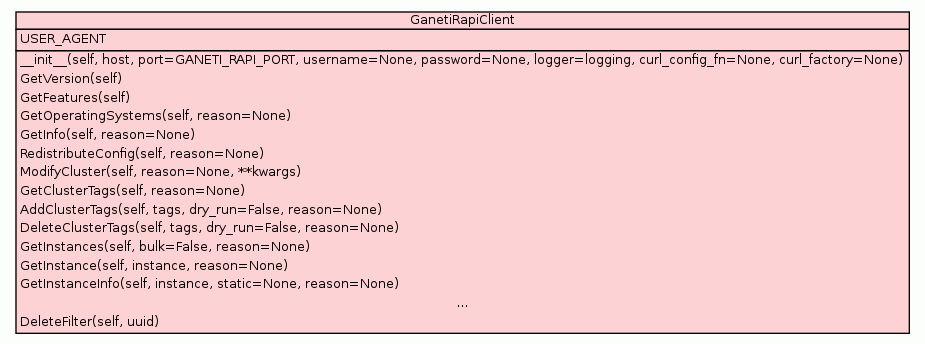 GanetiRapiClient
USER_AGENT
__init__(self, host, port=GANETI_RAPI_PORT, username=None, password=None, logger=logging, curl_config_fn=None, curl_factory=None)
GetVersion(self)
GetFeatures(self)
GetOperatingSystems(self, reason=None)
GetInfo(self, reason=None)
RedistributeConfig(self, reason=None)
ModifyCluster(self, reason=None, **kwargs)
GetClusterTags(self, reason=None)
AddClusterTags(self, tags, dry_run=False, reason=None)
DeleteClusterTags(self, tags, dry_run=False, reason=None)
GetInstances(self, bulk=False, reason=None)
GetInstance(self, instance, reason=None)
GetInstanceInfo(self, instance, static=None, reason=None)
...
DeleteFilter(self, uuid)